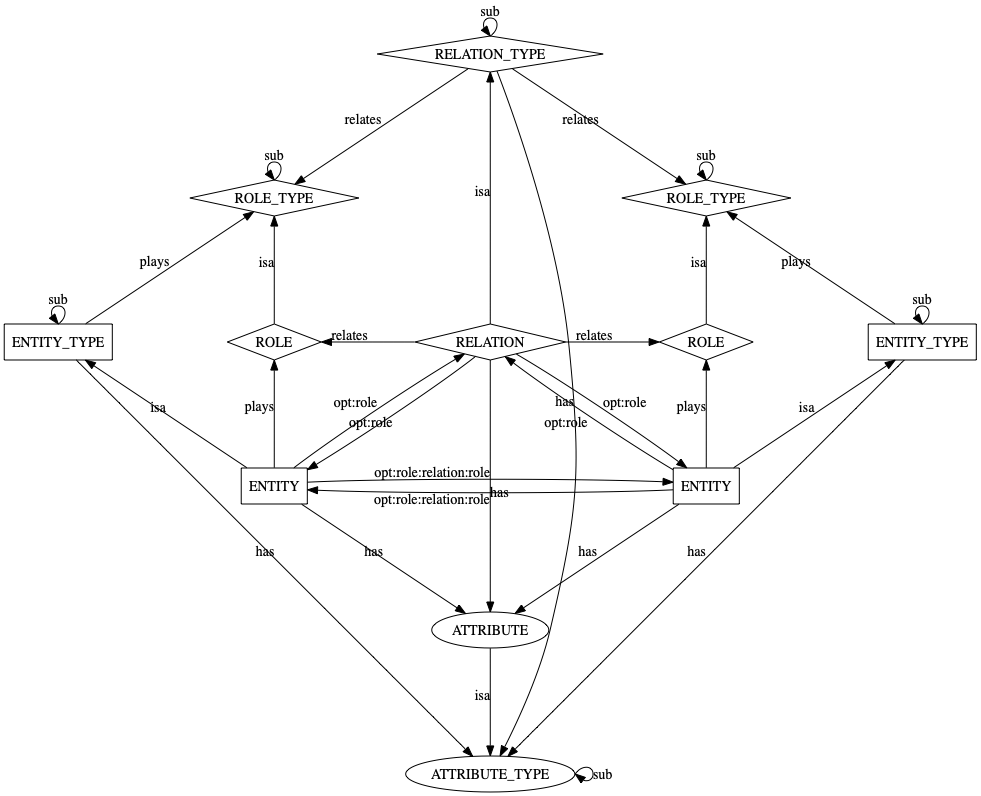 sub
RELATION_TYPE
relates
relates
sub
sub
ROLE_TYPE
isa
ROLE_TYPE
plays
isa
isa
plays
sub
sub
ENTITY_TYPE
ROLE
relates
RELATION
relates
ROLE
ENTITY_TYPE
isa
plays
opt:role
opt:role
has
opt:role
opt:role
plays
isa
opt:role:relation:role
ENTITY
ENTITY
opt:role:relation:role
has
has
has
has
has
ATTRIBUTE
isa
ATTRIBUTE_TYPE
sub